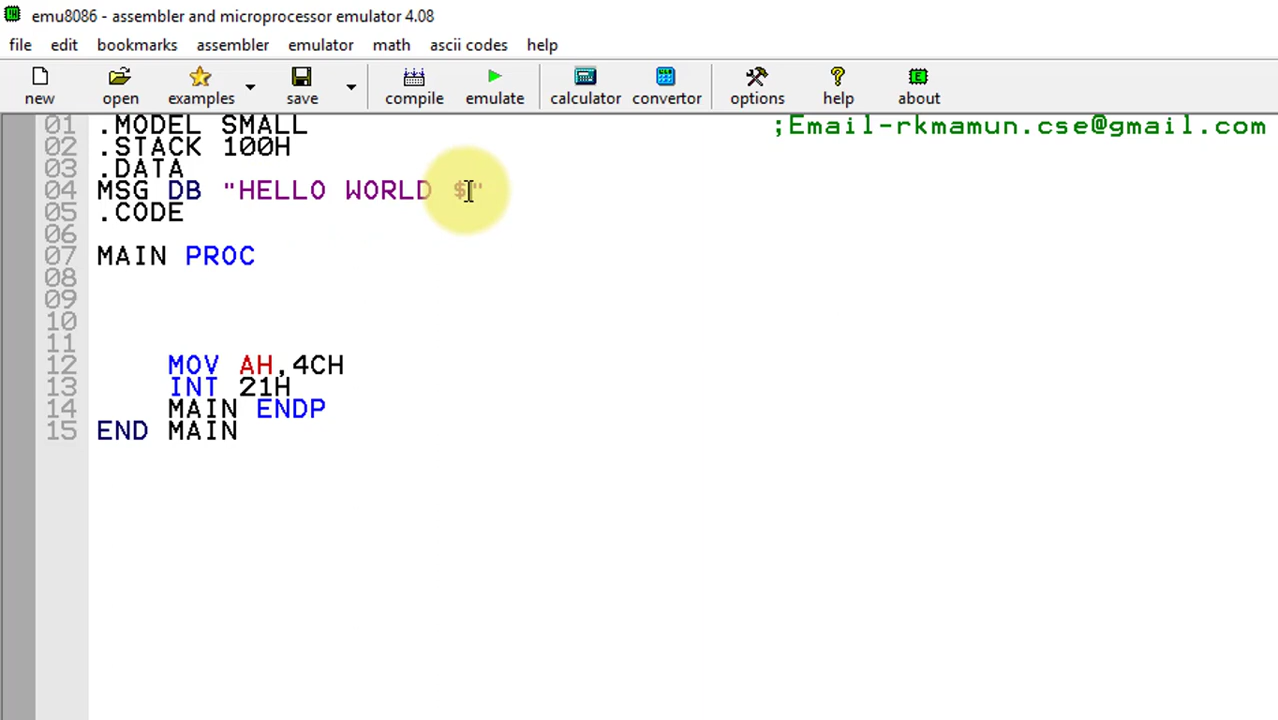 emu8086 - assembler and microprocessor emulator 4.08
file edit bookmarks assembler emulator math ascii codes help
new open examples save compile emulate calculator convertor options help about
01 .MODEL SMALL ;Email-rkmamun.cse@gmail.com
02 .STACK 100H
03 .DATA
04 MSG DB "HELLO WORLD $"
05 .CODE
06
07 MAIN PROC
08
09
10
11
12 MOV AH,4CH
13 INT 21H
14 MAIN ENDP
15 END MAIN